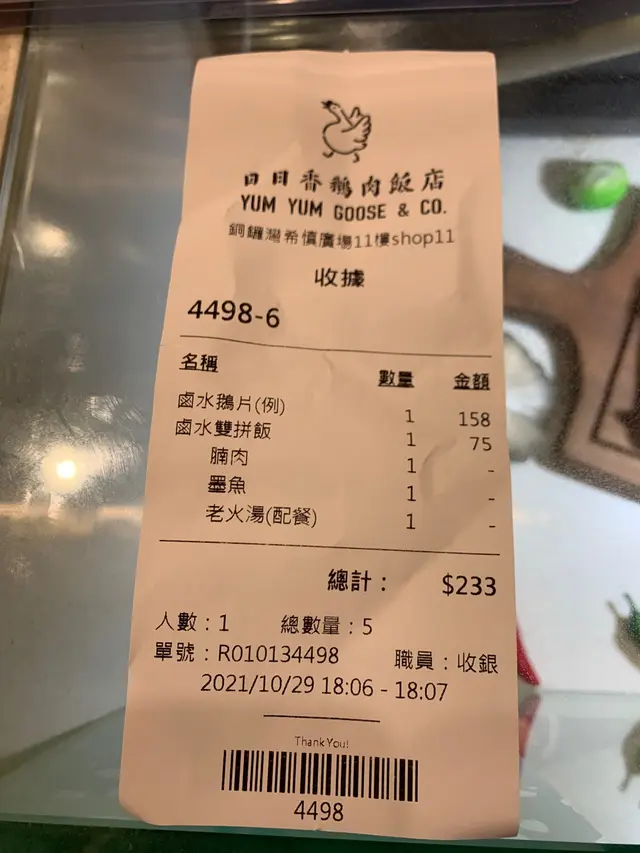 日日香鵝肉飯店
YUM YUM GOOSE & CO.
銅鑼灣希慎廣場11樓shop11
收據
4498-6
名稱 數量 金額
鹵水鵝片(例) 1 158
鹵水雙拼飯 1 75
腩肉 1 -
墨魚 1 -
老火湯(配餐) 1 -
總計： $233
人數：1 總數量：5
單號：R010134498 職員：收銀
2021/10/29 18:06 - 18:07
Thank You!
4498